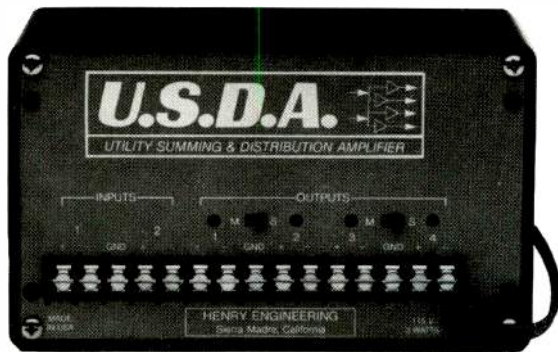 U.S.D.A.
UTILITY SUMMING & DISTRIBUTION AMPLIFIER
INPUTS OUTPUTS
M S M S
1 2 1 2 3 4
GND GND GND
MADE IN USA
HENRY ENGINEERING
Sierra Madre, California
115 V
3 WATTS